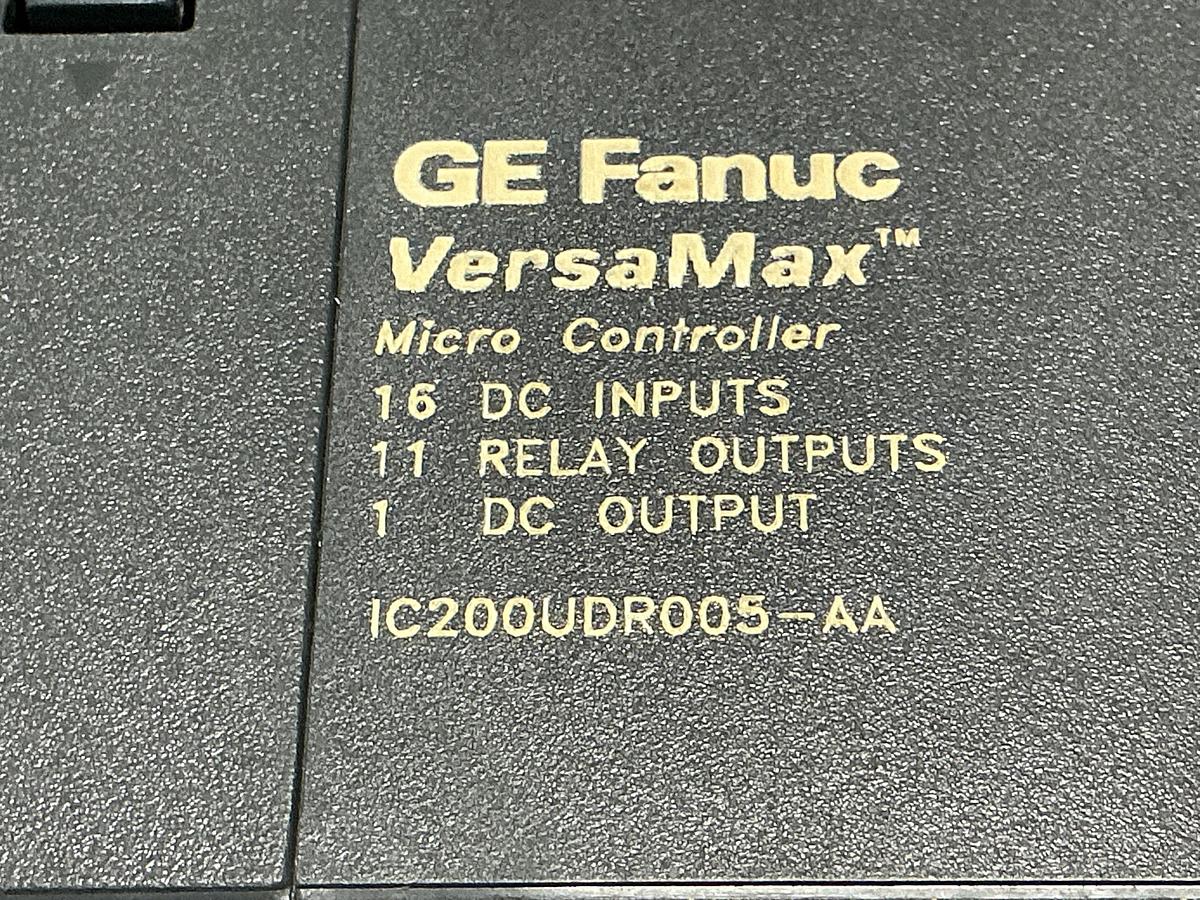 GE Fanuc
VersaMax™
Micro Controller
16 DC INPUTS
11 RELAY OUTPUTS
1 DC OUTPUT
IC200UDR005-AA